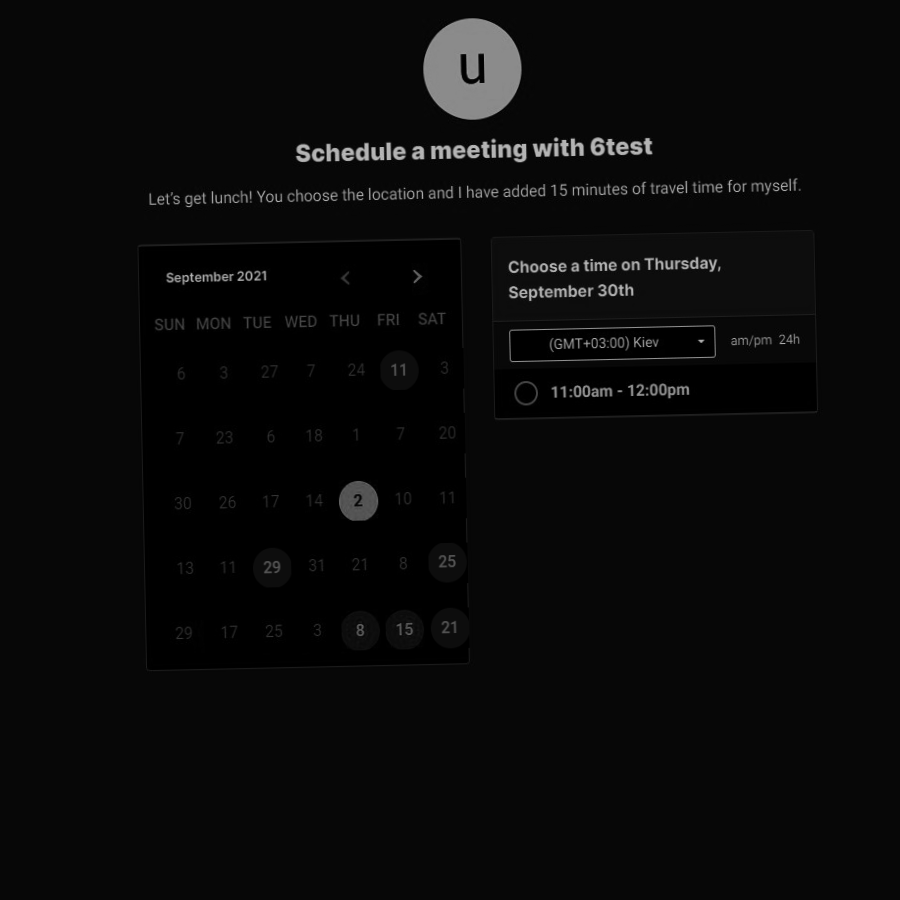 u
Schedule a meeting with 6test
Let's get lunch! You choose the location and I have added 15 minutes of travel time for myself.
September 2021
SUN MON TUE WED THU FRI SAT
6 3 27 7 24 11 3
7 23 6 18 1 7 20
30 26 17 14 2 10 11
13 11 29 31 21 8 25
29 17 25 3 8 15 21
Choose a time on Thursday,
September 30th
(GMT+03:00) Kiev am/pm 24h
11:00am - 12:00pm